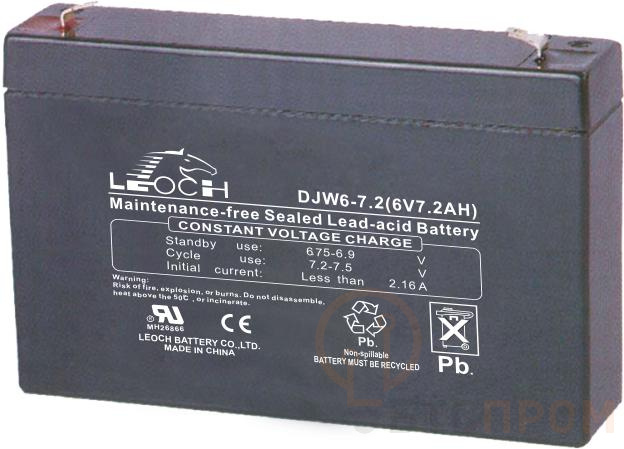 LEOCH
DJW6-7.2(6V7.2AH)
Maintenance-free Sealed Lead-acid Battery
CONSTANT VOLTAGE CHARGE
Standby use: 6.75-6.9 V
Cycle use: 7.2-7.5 V
Initial current: Less than 2.16 A
Warning:
Risk of fire, explosion, or burns. Do not disassemble,
heat above the 50℃, or incinerate.
MH26866
CE
LEOCH BATTERY CO.,LTD.
MADE IN CHINA
Pb.
Non-spillable
BATTERY MUST BE RECYCLED
Pb.